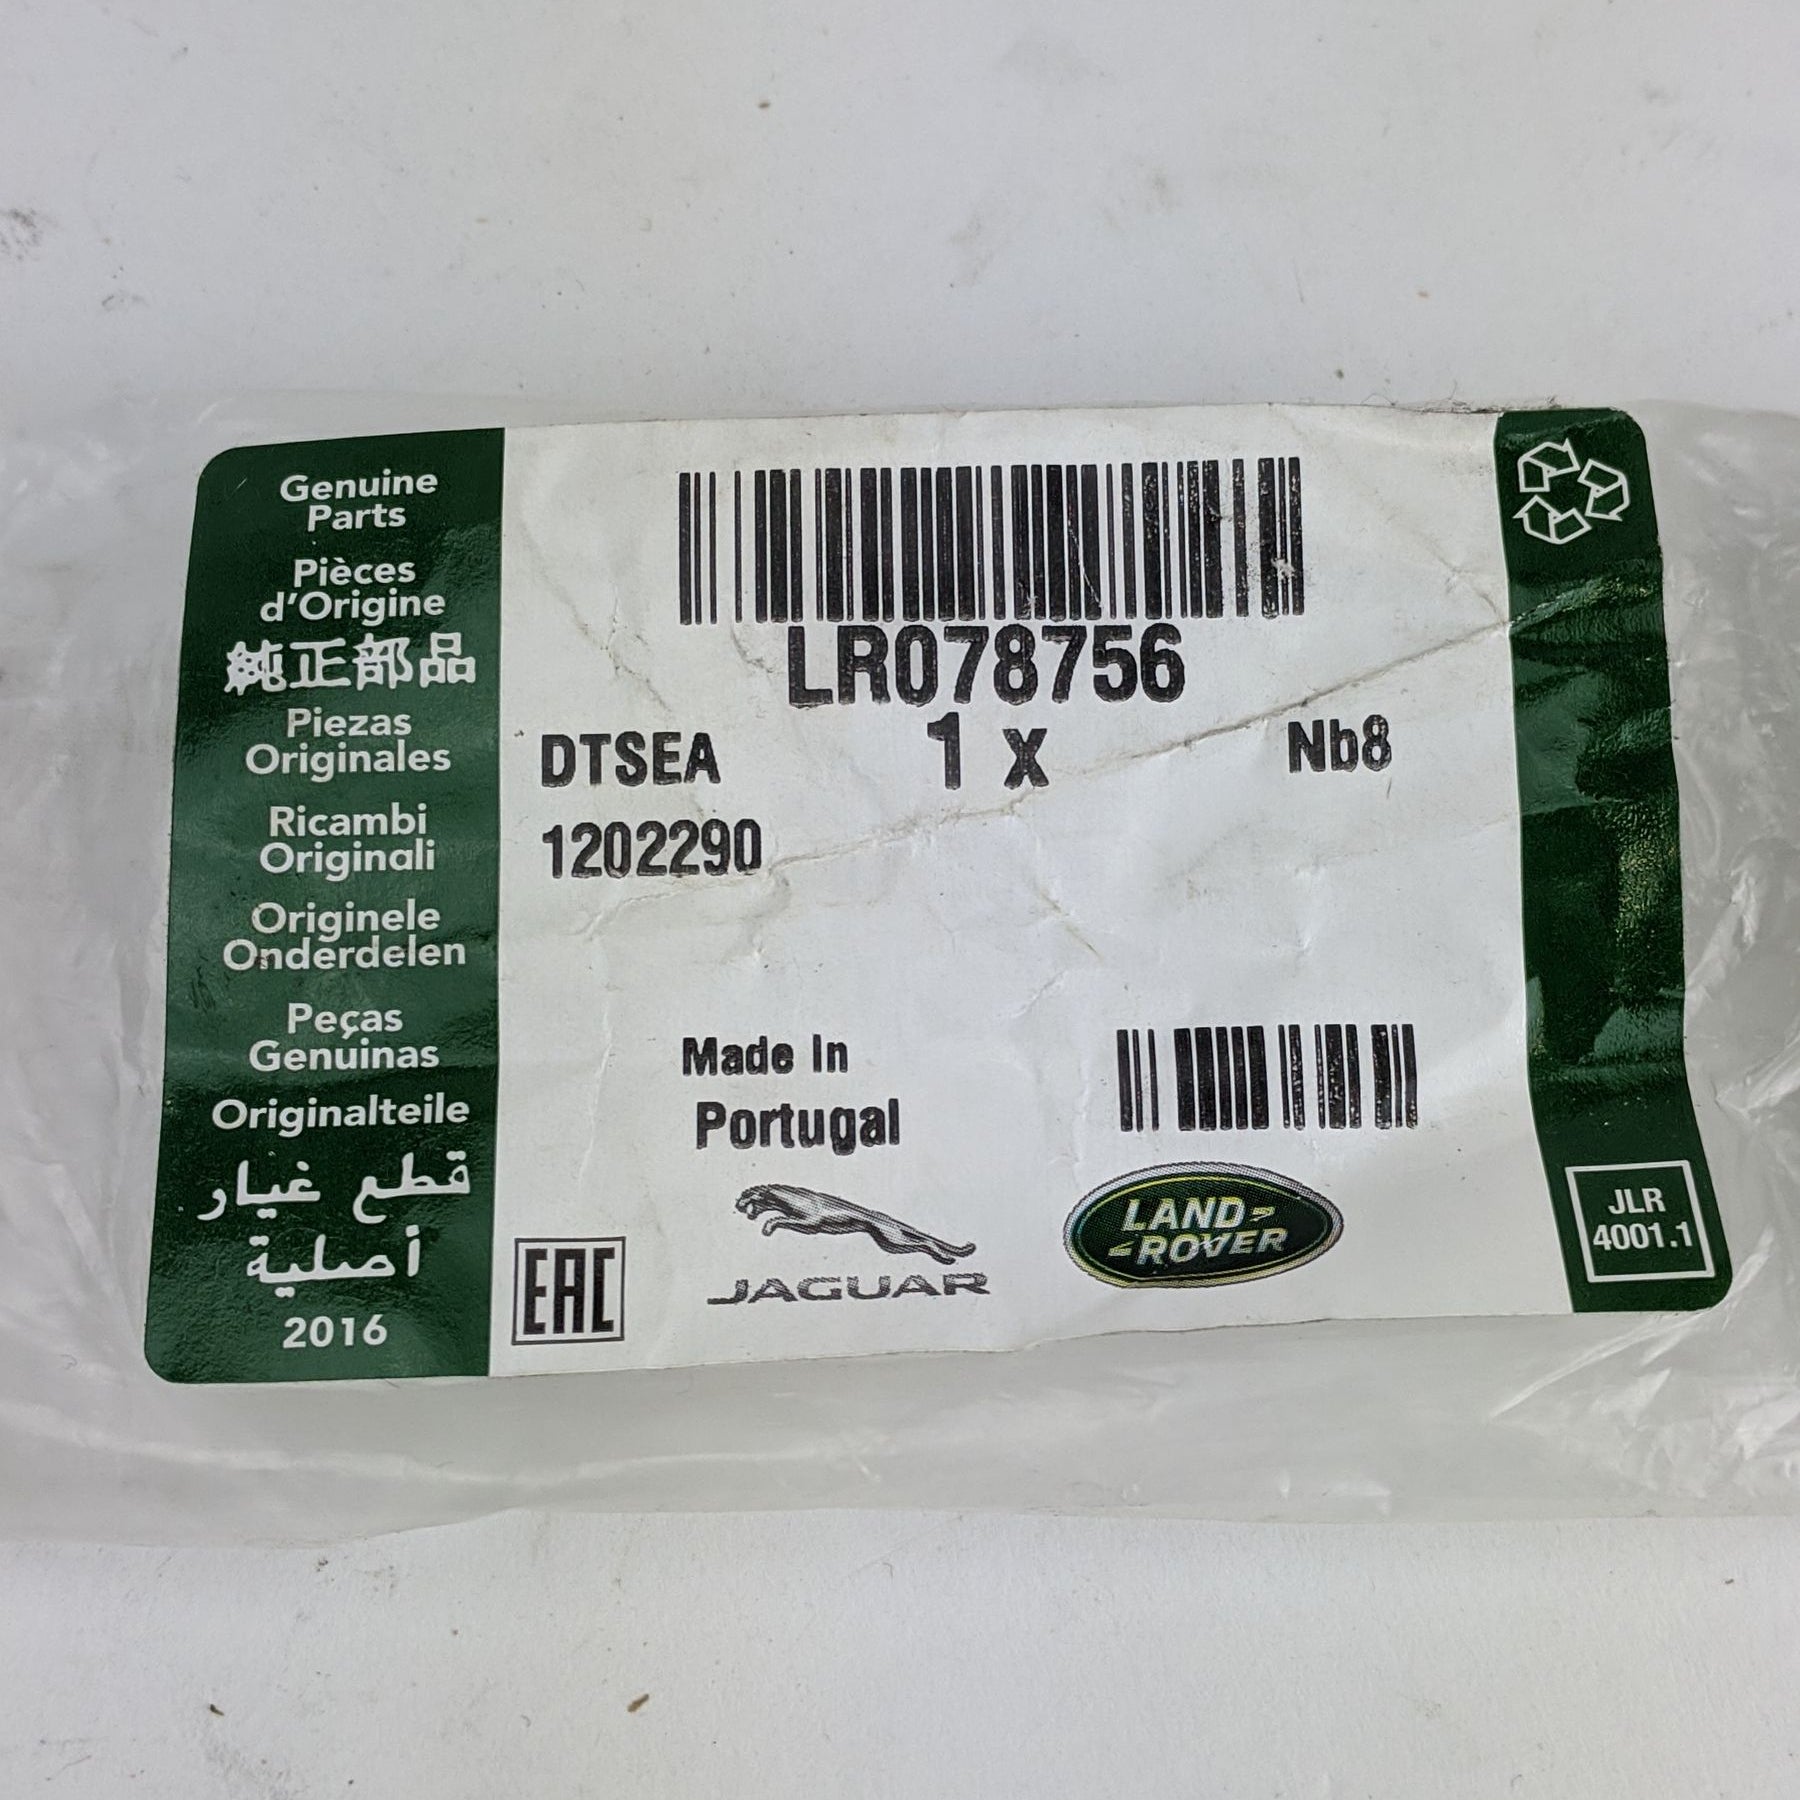 Genuine
Parts
Pièces
d'Origine
純正部品
Piezas
Originales
Ricambi
Originali
Originele
Onderdelen
Peças
Genuinas
Originalteile
قطع غيار
أصلية
2016
LR078756
DTSEA 1 x Nb8
1202290
Made In
Portugal
EAC
JAGUAR
LAND-
-ROVER
JLR
4001.1